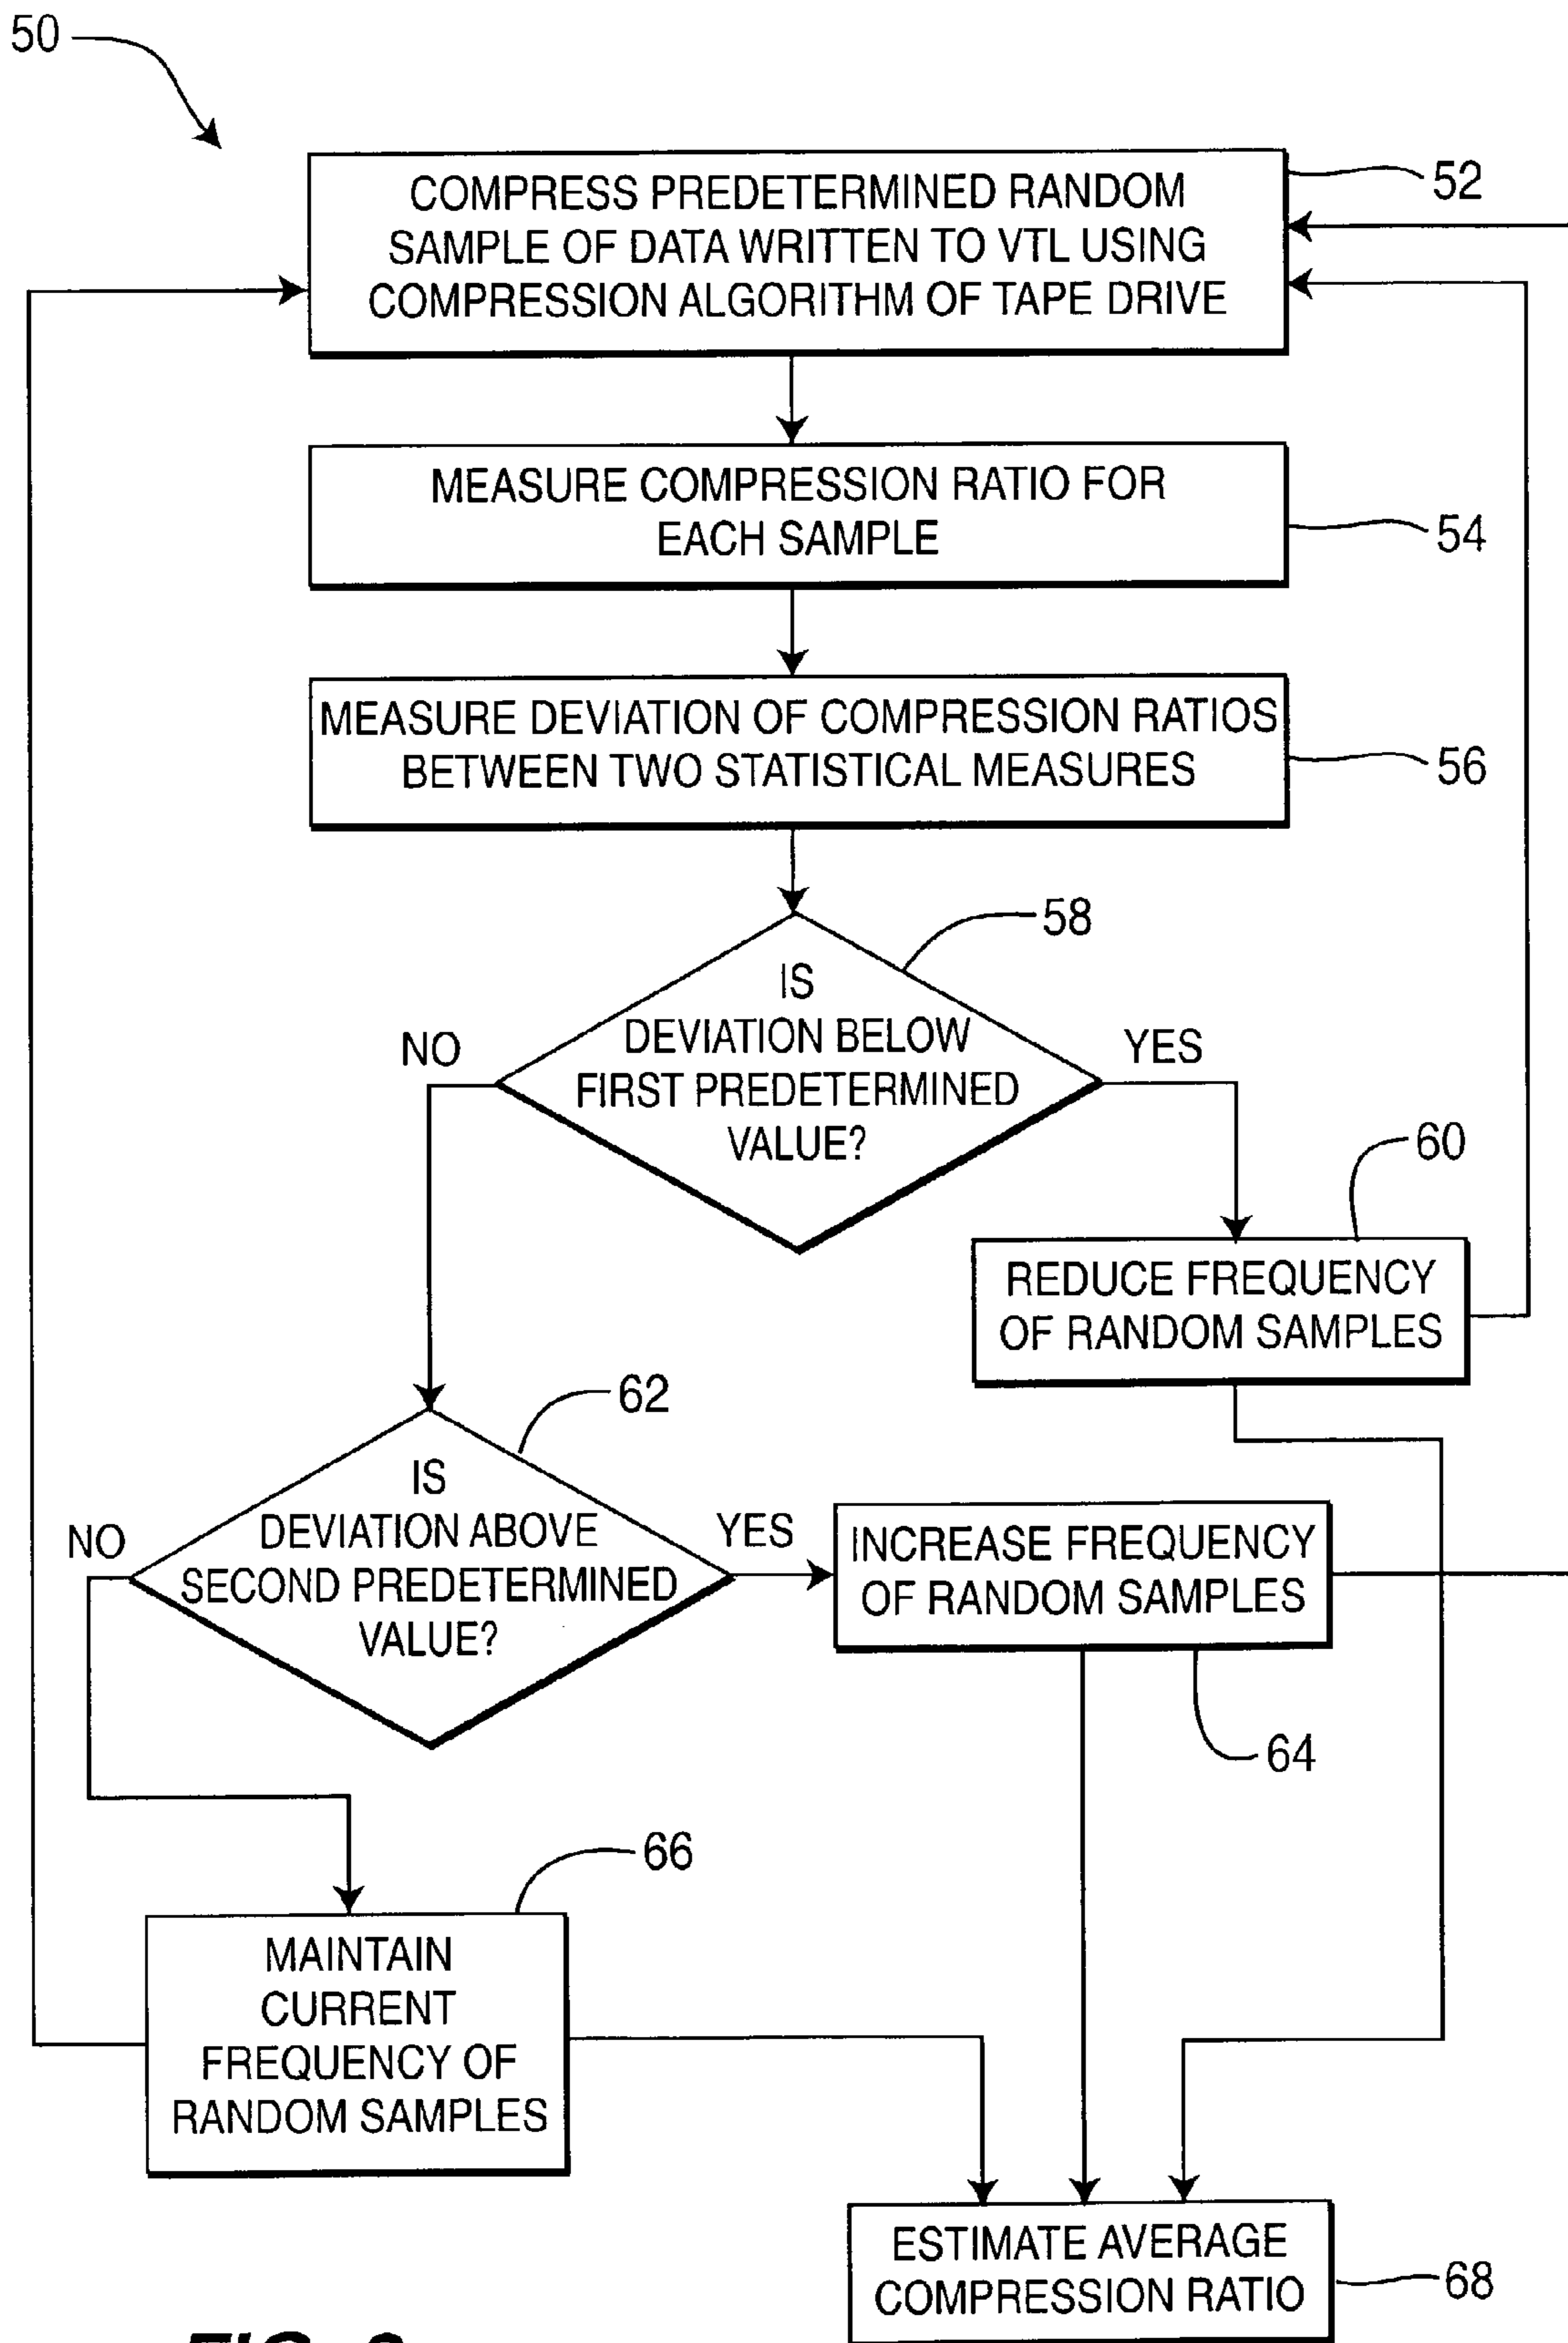 50
COMPRESS PREDETERMINED RANDOM
SAMPLE OF DATA WRITTEN TO VTL USING
COMPRESSION ALGORITHM OF TAPE DRIVE
52
MEASURE COMPRESSION RATIO FOR
EACH SAMPLE
54
MEASURE DEVIATION OF COMPRESSION RATIOS
BETWEEN TWO STATISTICAL MEASURES
56
58
IS
DEVIATION BELOW
FIRST PREDETERMINED
VALUE?
NO
YES
60
REDUCE FREQUENCY
OF RANDOM SAMPLES
62
IS
DEVIATION ABOVE
SECOND PREDETERMINED
VALUE?
NO
YES
INCREASE FREQUENCY
OF RANDOM SAMPLES
64
66
MAINTAIN
CURRENT
FREQUENCY OF
RANDOM SAMPLES
ESTIMATE AVERAGE
COMPRESSION RATIO
68
FIG.